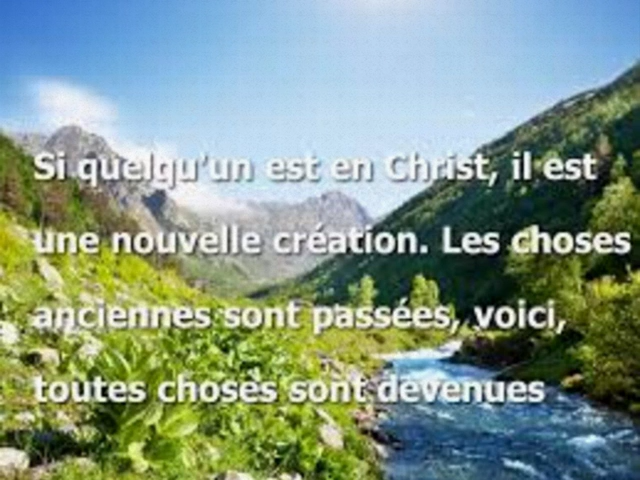 Si quelqu'un est en Christ, il est
une nouvelle création. Les choses
anciennes sont passées, voici,
toutes choses sont devenues